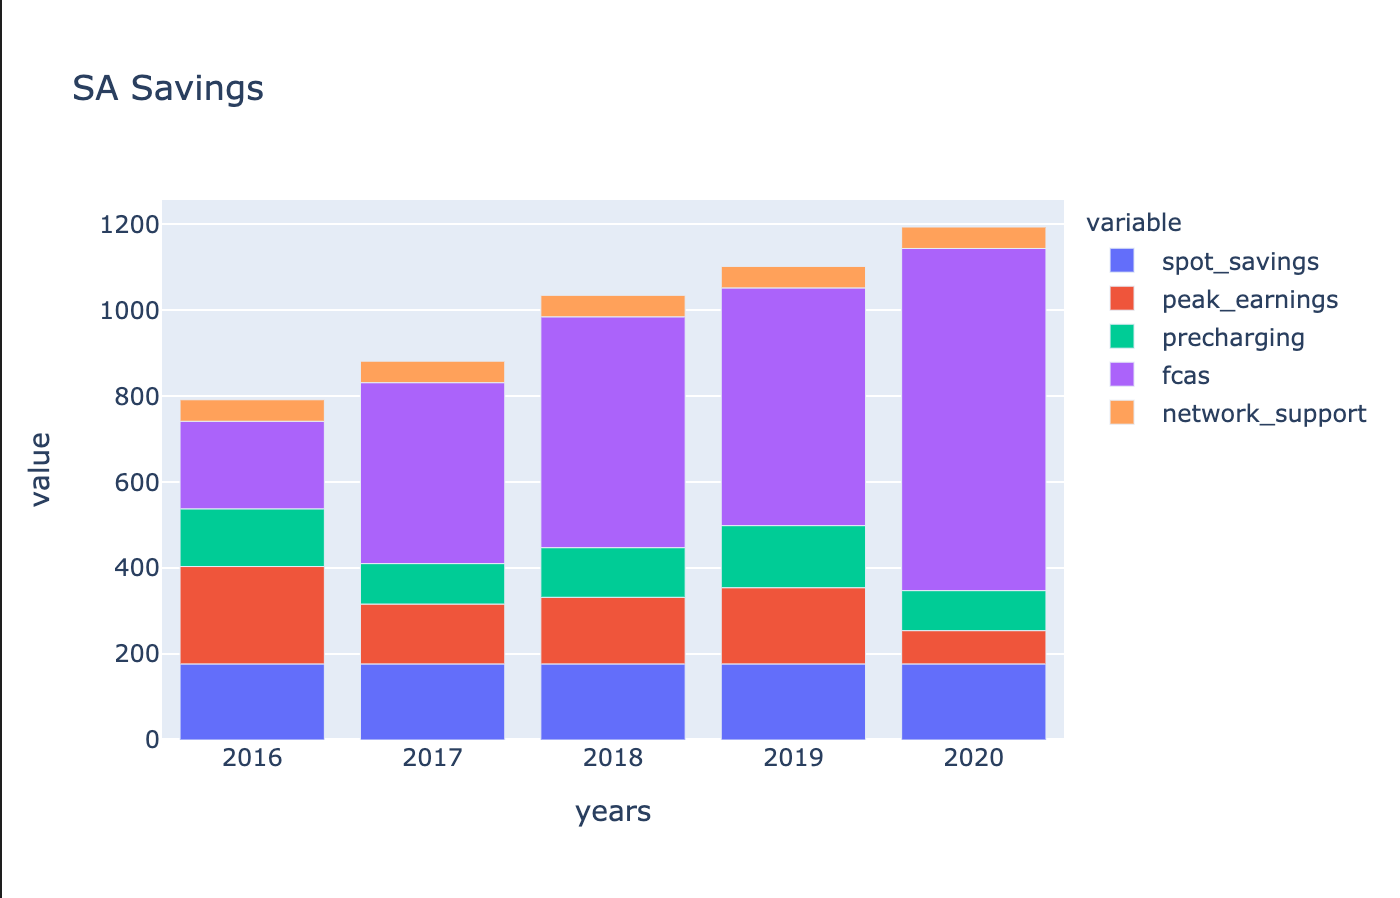 SA Savings
1200
1000
800
600
400
200
0
value
2016 2017 2018 2019 2020
years
variable
spot_savings
peak_earnings
precharging
fcas
network_support